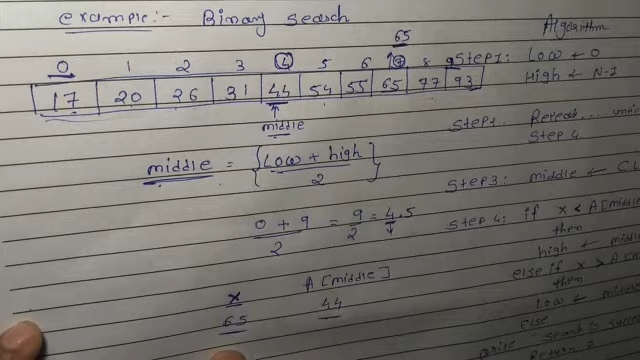 example:- Binary Search
Algorithm
65
0 1 2 3 4 5 6 7 8 9
17 20 26 31 44 54 55 65 77 93
middle
Step1: Low ← 0
High ← N-1
Step2 Repeat....
Step 4
middle = {Low + high / 2}
Step3: middle ←
0 + 9 / 2 = 9 / 2 = 4.5
Step 4: if x < A[middle
then
high ← middle
else if x > A[
then
Low ← middle
else
x A[middle]
65 44